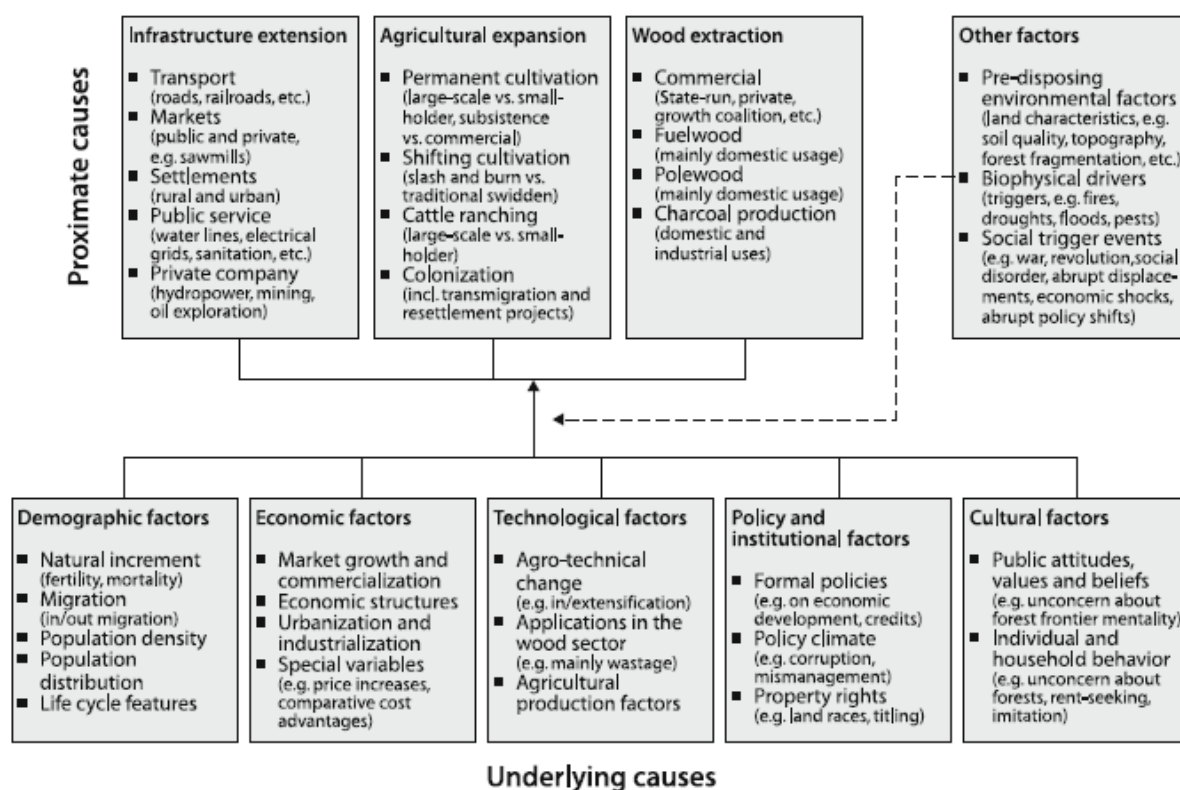 Proximate causes
Infrastructure extension
■ Transport
(roads, railroads, etc.)
■ Markets
(public and private,
e.g. sawmills)
■ Settlements
(rural and urban)
■ Public service
(water lines, electrical
grids, sanitation, etc.)
■ Private company
(hydropower, mining,
oil exploration)
Agricultural expansion
■ Permanent cultivation
(large-scale vs. small-
holder, subsistence
vs. commercial)
■ Shifting cultivation
(slash and burn vs.
traditional swidden)
■ Cattle ranching
(large-scale vs. small-
holder)
■ Colonization
(incl. transmigration and
resettlement projects)
Wood extraction
■ Commercial
(State-run, private,
growth coalition, etc.)
■ Fuelwood
(mainly domestic usage)
■ Polewood
(mainly domestic usage)
■ Charcoal production
(domestic and
industrial uses)
Other factors
■ Pre-disposing
environmental factors
(land characteristics, e.g.
soil quality, topography,
forest fragmentation, etc.)
■ Biophysical drivers
(triggers, e.g. fires,
droughts, floods, pests)
■ Social trigger events
(e.g. war, revolution, social
disorder, abrupt displace-
ments, economic shocks,
abrupt policy shifts)
Demographic factors
■ Natural increment
(fertility, mortality)
■ Migration
(in/out migration)
■ Population density
■ Population
distribution
■ Life cycle features
Economic factors
■ Market growth and
commercialization
■ Economic structures
■ Urbanization and
industrialization
■ Special variables
(e.g. price increases,
comparative cost
advantages)
Technological factors
■ Agro-technical
change
(e.g. in/extensification)
■ Applications in the
wood sector
(e.g. mainly wastage)
■ Agricultural
production factors
Policy and
institutional factors
■ Formal policies
(e.g. on economic
development, credits)
■ Policy climate
(e.g. corruption,
mismanagement)
■ Property rights
(e.g. land races, titling)
Cultural factors
■ Public attitudes,
values and beliefs
(e.g. unconcern about
forest frontier mentality)
■ Individual and
household behavior
(e.g. unconcern about
forests, rent-seeking,
imitation)
Underlying causes